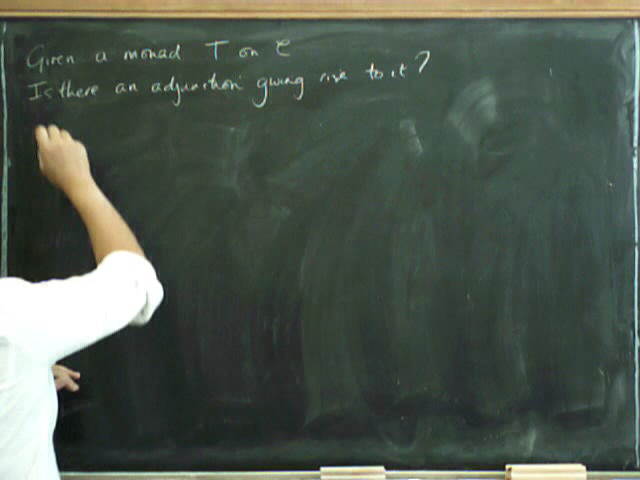 Given a monad T on C
Is there an adjunction giving rise to it?